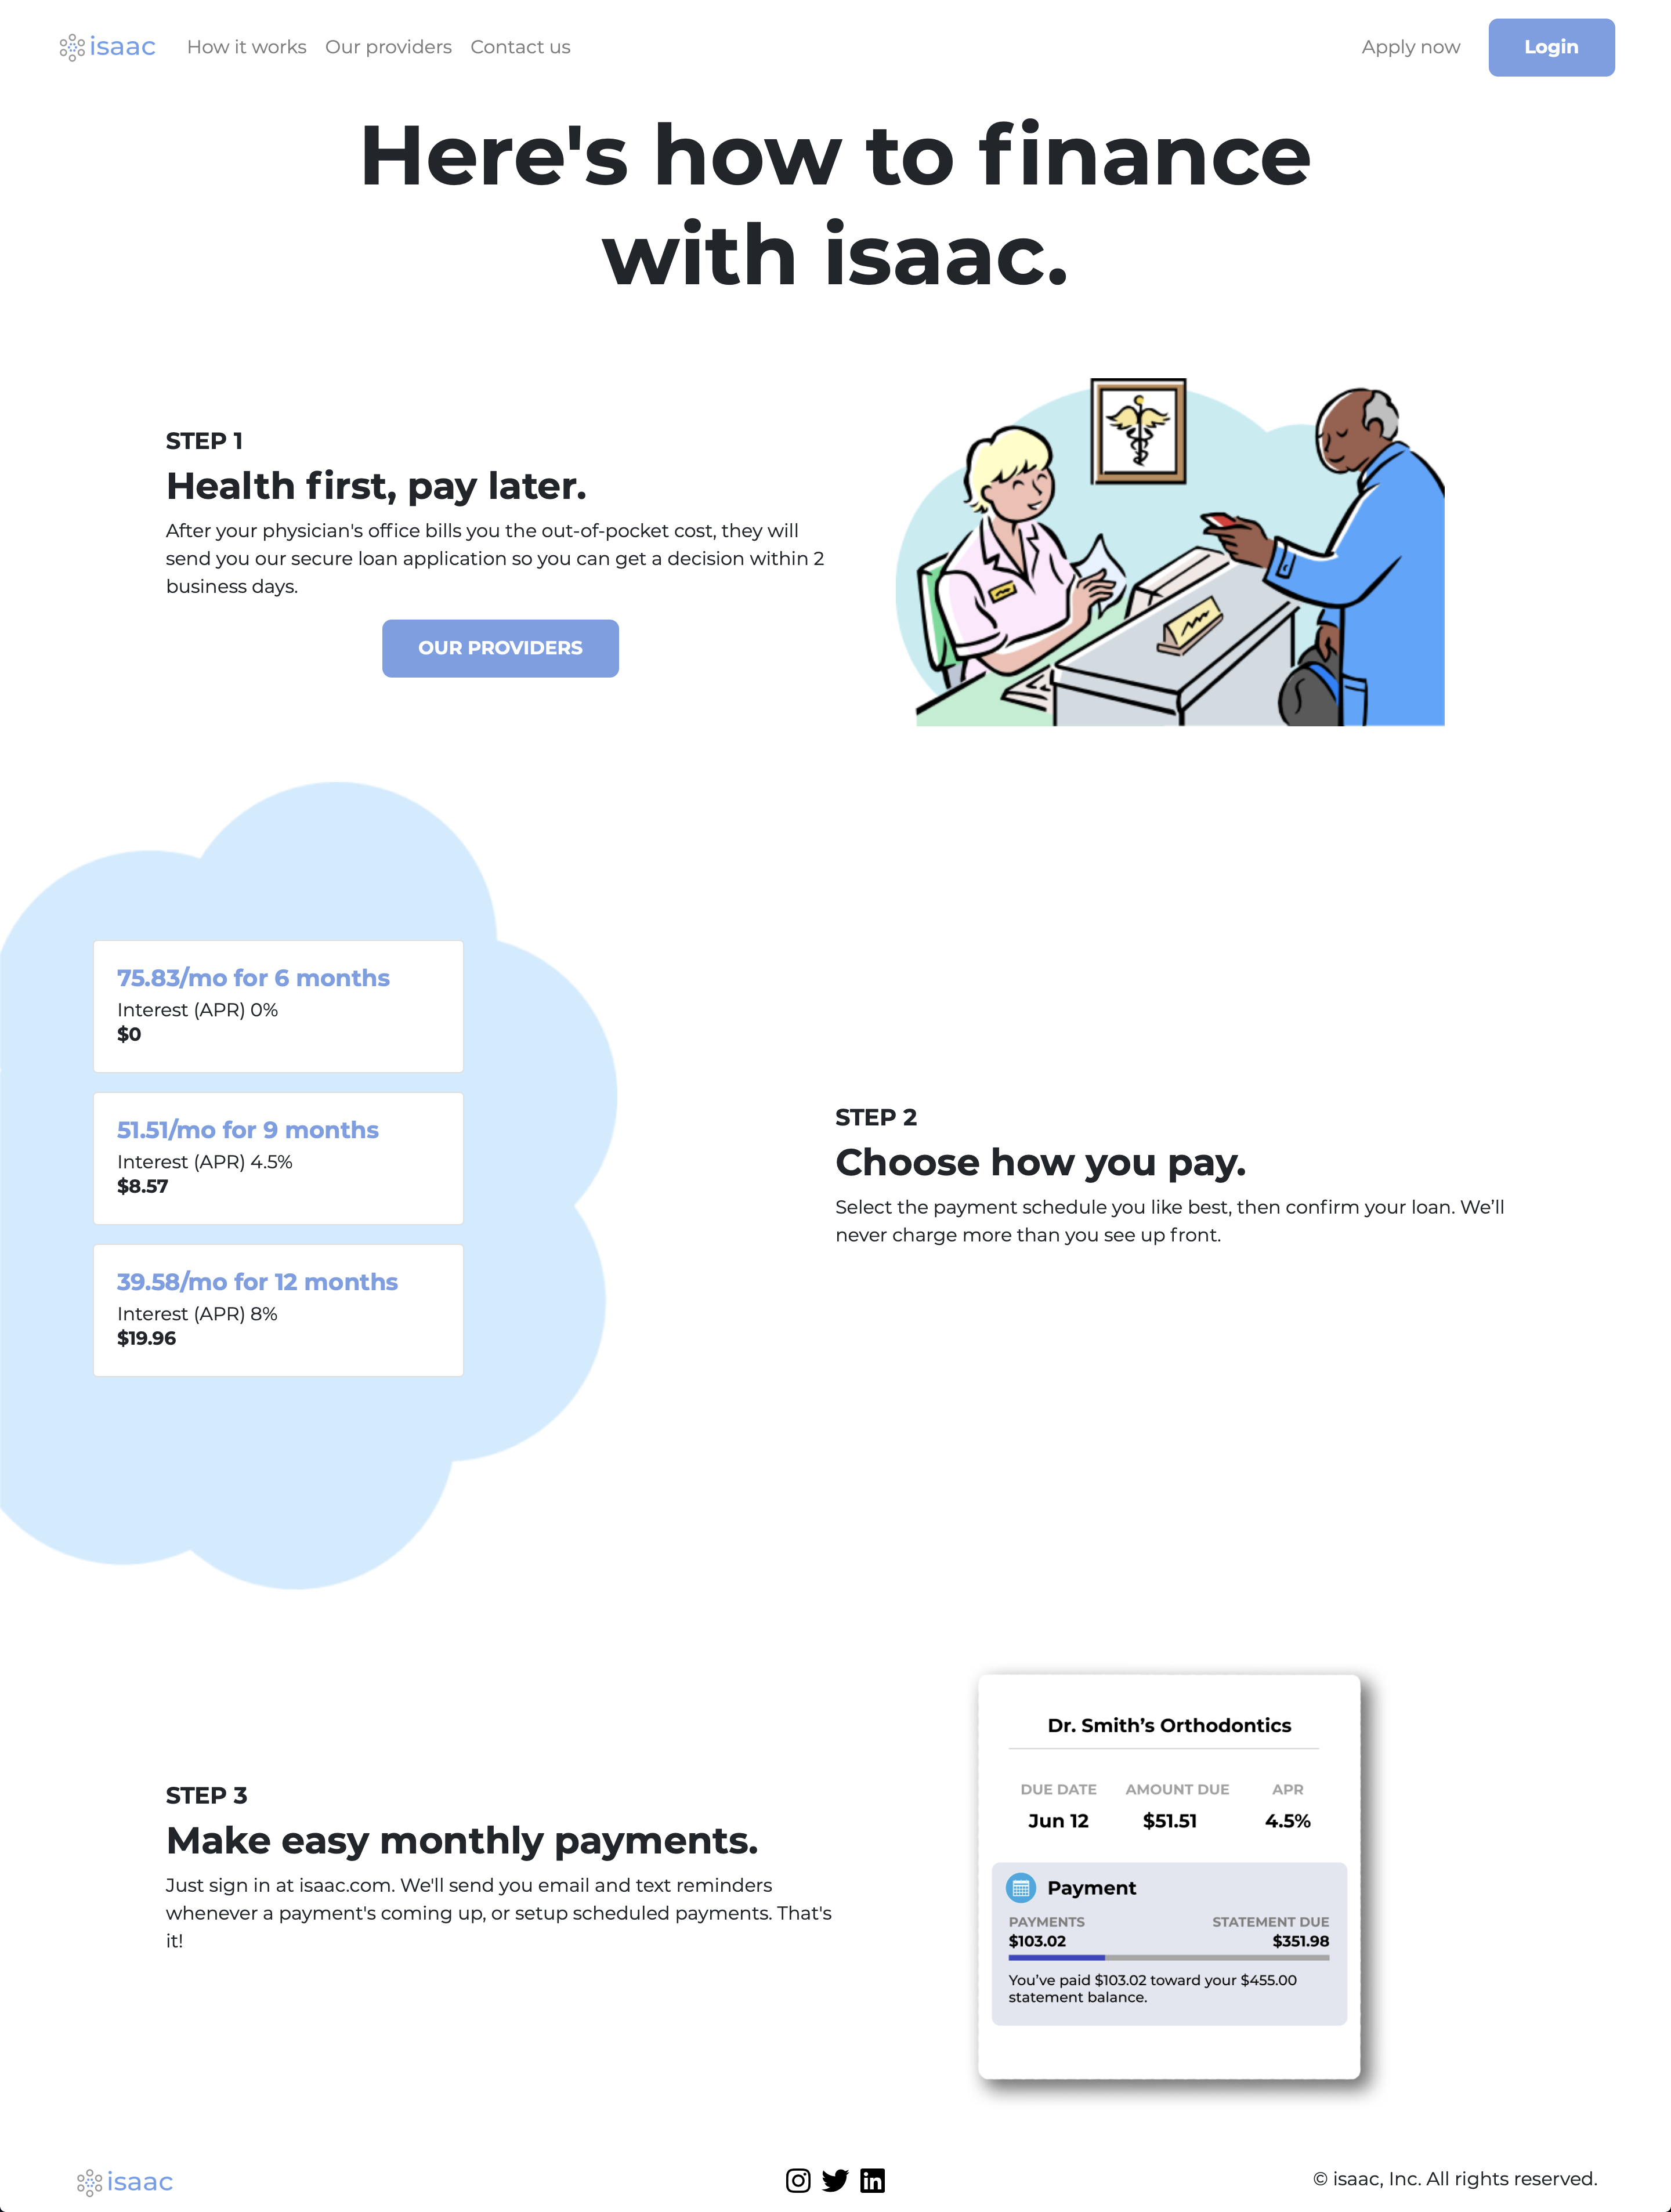 isaac
How it works Our providers Contact us
Apply now
Login
Here's how to finance
with isaac.
STEP 1
Health first, pay later.
After your physician's office bills you the out-of-pocket cost, they will
send you our secure loan application so you can get a decision within 2
business days.
OUR PROVIDERS
75.83/mo for 6 months
Interest (APR) 0%
$0
51.51/mo for 9 months
Interest (APR) 4.5%
$8.57
39.58/mo for 12 months
Interest (APR) 8%
$19.96
STEP 2
Choose how you pay.
Select the payment schedule you like best, then confirm your loan. We’ll
never charge more than you see up front.
STEP 3
Make easy monthly payments.
Just sign in at isaac.com. We'll send you email and text reminders
whenever a payment's coming up, or setup scheduled payments. That's
it!
Dr. Smith’s Orthodontics
DUE DATE AMOUNT DUE APR
Jun 12 $51.51 4.5%
Payment
PAYMENTS STATEMENT DUE
$103.02 $351.98
You’ve paid $103.02 toward your $455.00
statement balance.
isaac
© isaac, Inc. All rights reserved.